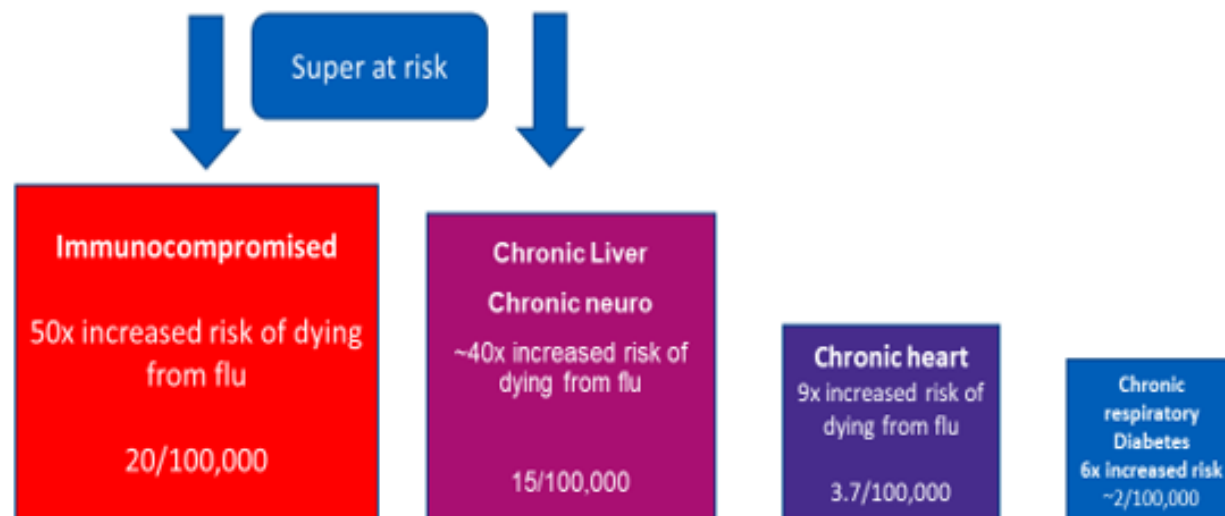 Super at risk
Immunocompromised
50x increased risk of dying
from flu
20/100,000
Chronic Liver
Chronic neuro
~40x increased risk of
dying from flu
15/100,000
Chronic heart
9x increased risk of
dying from flu
3.7/100,000
Chronic
respiratory
Diabetes
6x increased risk
~2/100,000